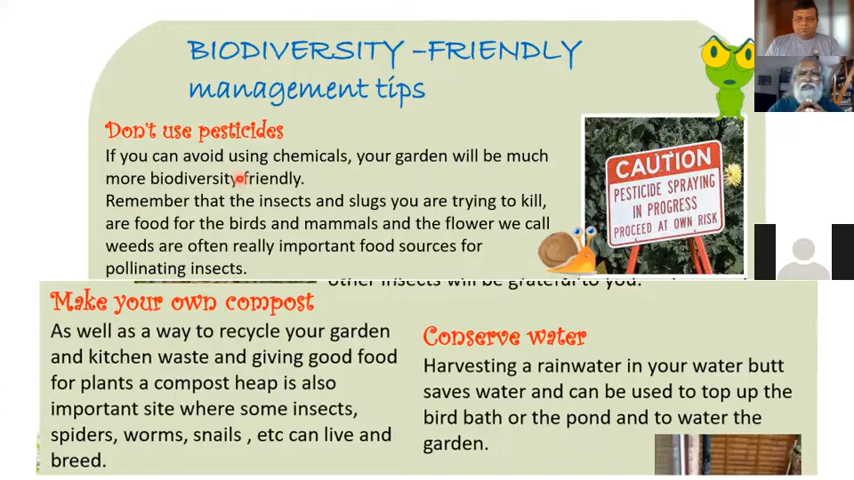 BIODIVERSITY –FRIENDLY
management tips
Don't use pesticides
If you can avoid using chemicals, your garden will be much
more biodiversity friendly.
Remember that the insects and slugs you are trying to kill,
are food for the birds and mammals and the flower we call
weeds are often really important food sources for
pollinating insects.
CAUTION
PESTICIDE SPRAYING
IN PROGRESS
PROCEED AT OWN RISK
other insects will be grateful to you.
Make your own compost
As well as a way to recycle your garden
and kitchen waste and giving good food
for plants a compost heap is also
important site where some insects,
spiders, worms, snails , etc can live and
breed.
Conserve water
Harvesting a rainwater in your water butt
saves water and can be used to top up the
bird bath or the pond and to water the
garden.